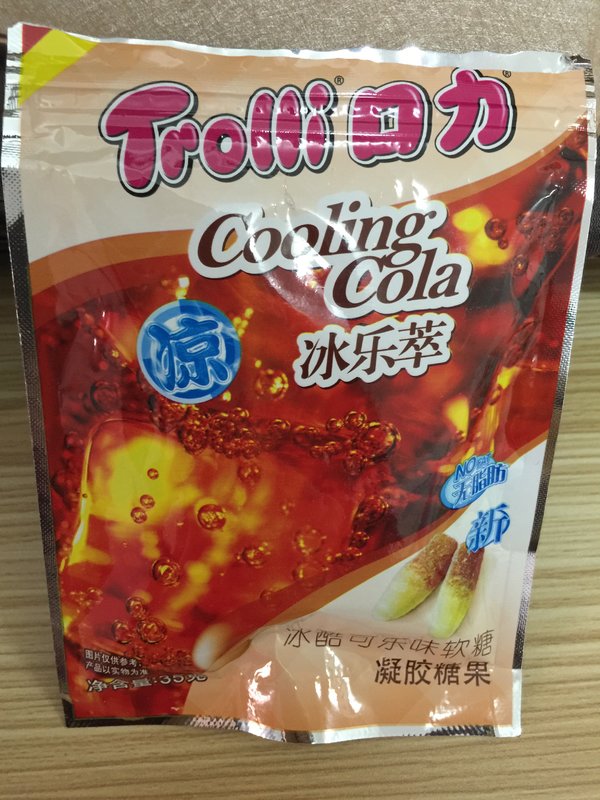 Trolli® 口力®
Cooling
Cola
冰乐萃
凉
NO FAT
无脂肪
新
冰酷可乐味软糖
凝胶糖果
图片仅供参考
产品以实物为准
净含量:35克